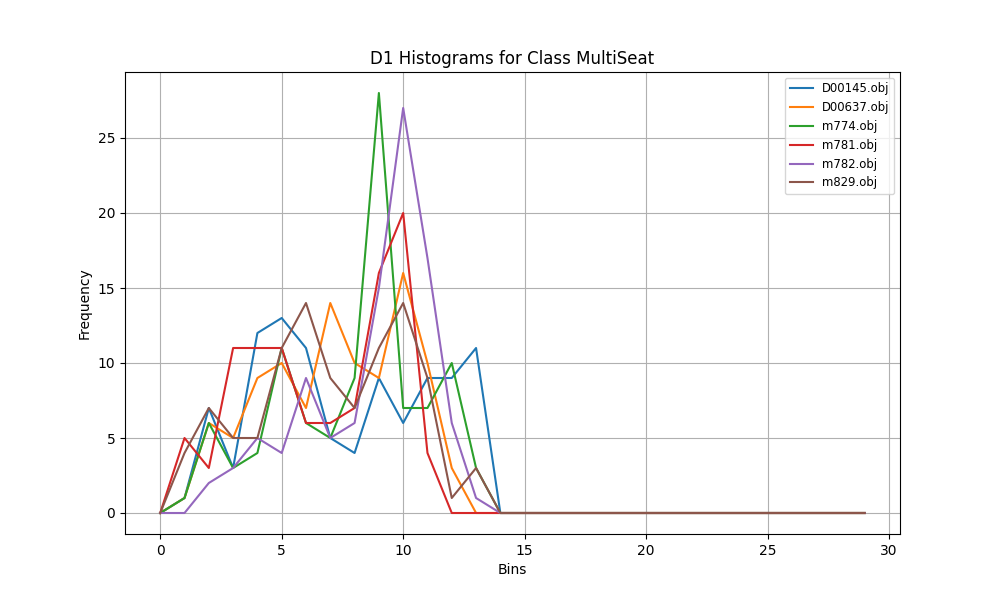 D1 Histograms for Class MultiSeat
D00145.obj
D00637.obj
m774.obj
m781.obj
m782.obj
m829.obj
Frequency
25
20
15
10
5
0
0 5 10 15 20 25 30
Bins